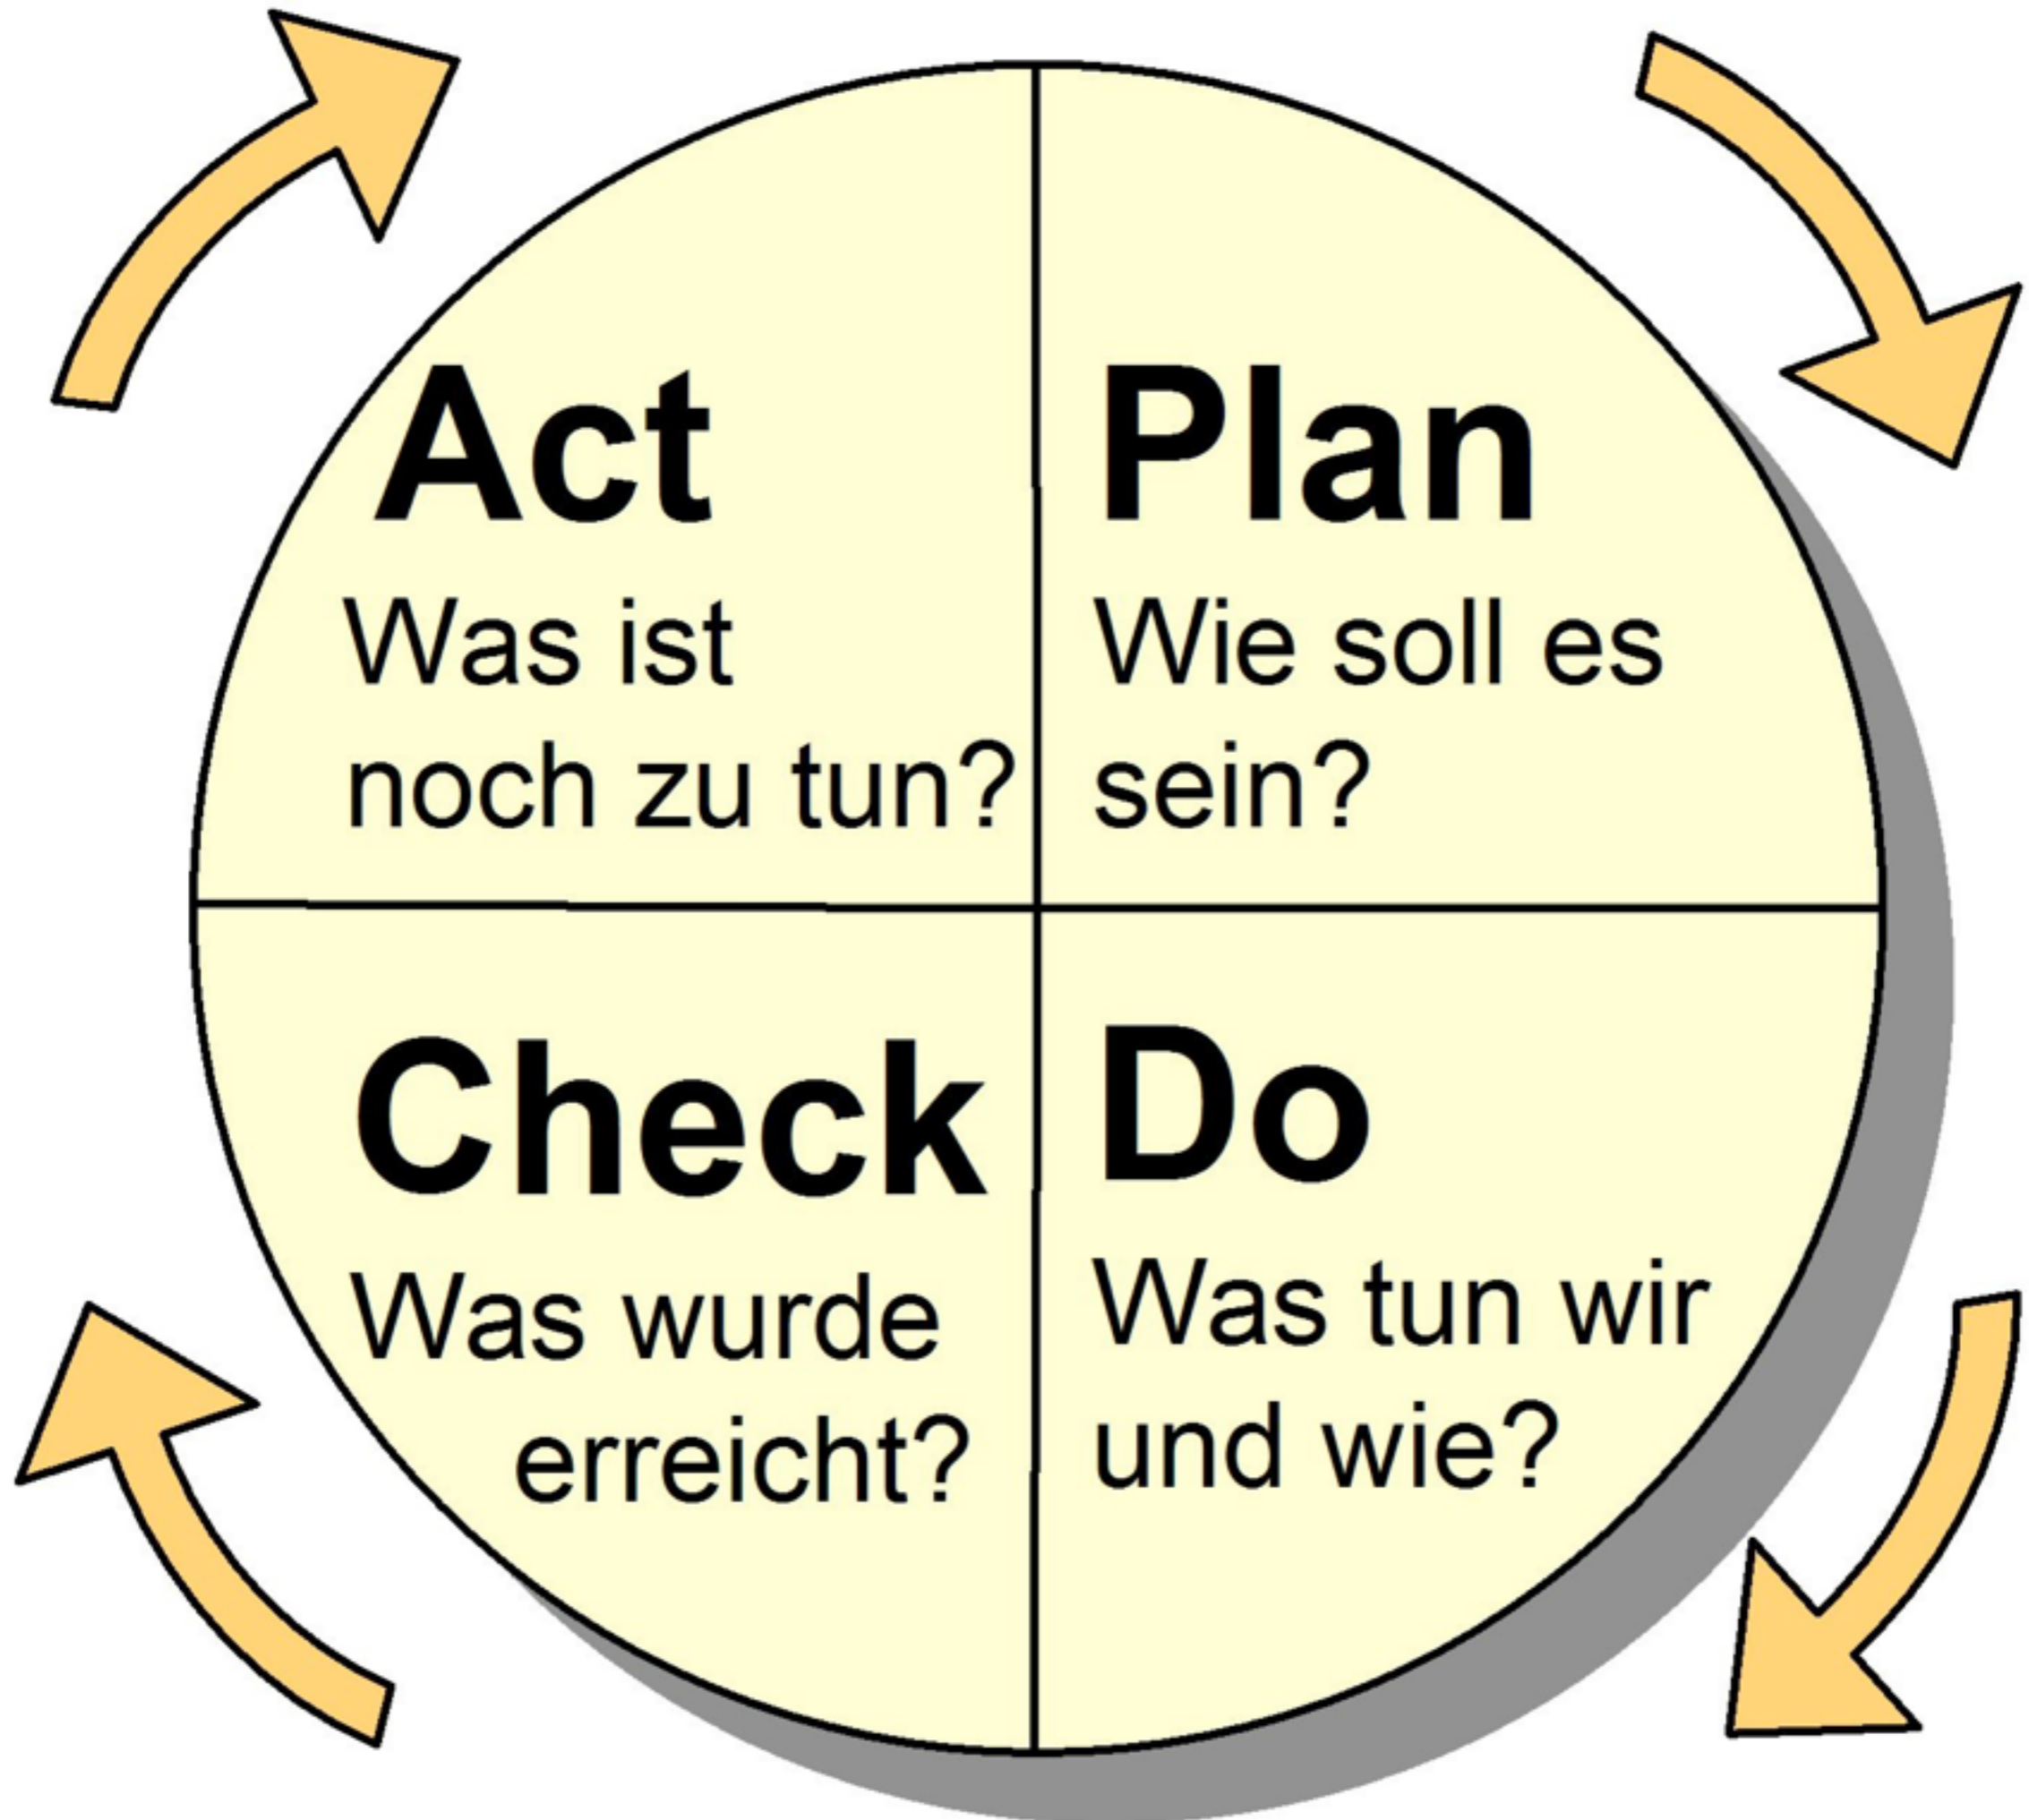 Act
Was ist
noch zu tun?
Plan
Wie soll es
sein?
Check
Was wurde
erreicht?
Do
Was tun wir
und wie?